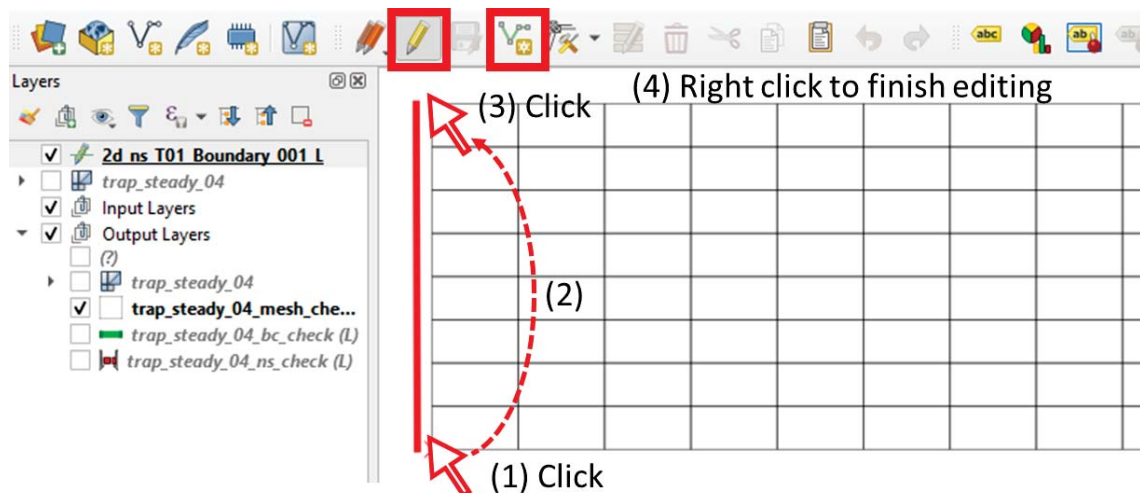 abc
ab
Layers
(4) Right click to finish editing
(3) Click
2d_ns_T01_Boundary_001_L
trap_steady_04
Input Layers
Output Layers
(?)
trap_steady_04
(2)
trap_steady_04_mesh_che...
trap_steady_04_bc_check (L)
trap_steady_04_ns_check (L)
(1) Click